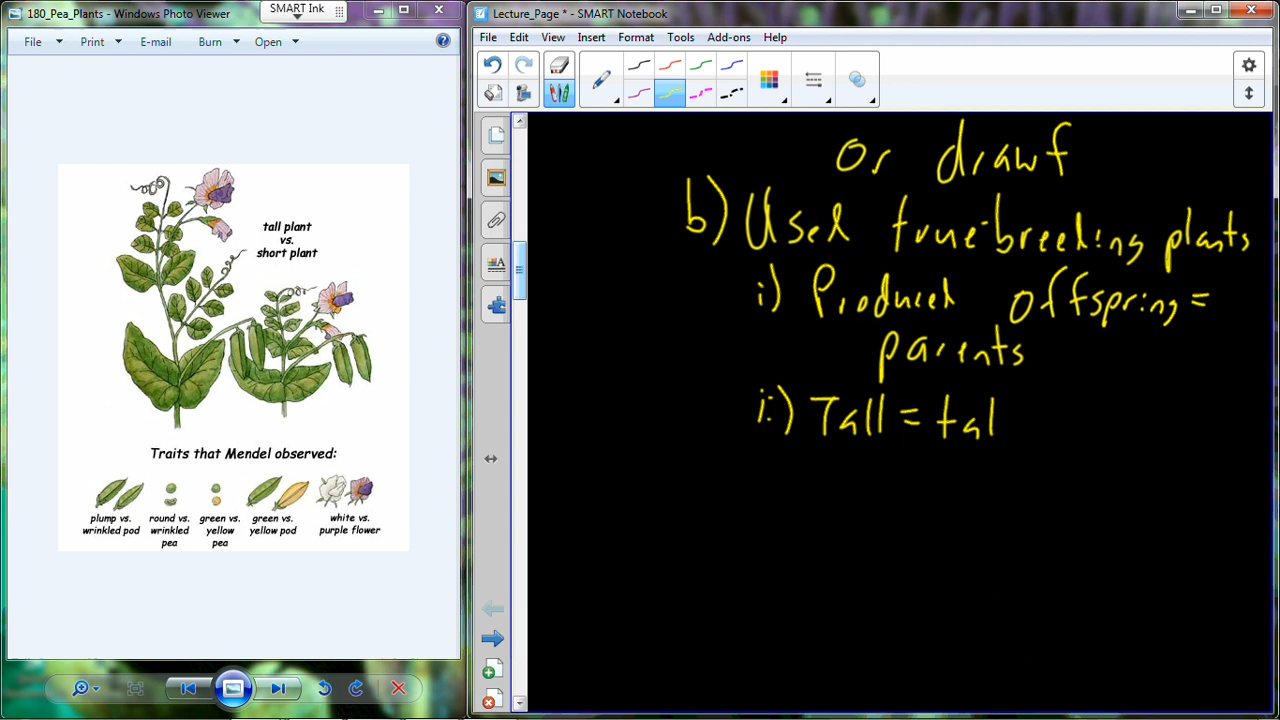 180_Pea_Plants - Windows Photo Viewer
SMART Ink
File Print E-mail Burn Open
tall plant
vs.
short plant
Traits that Mendel observed:
plump vs.
wrinkled pod
round vs.
wrinkled
pea
green vs.
yellow
pea
green vs.
yellow pod
white vs.
purple flower
Lecture_Page * - SMART Notebook
File Edit View Insert Format Tools Add-ons Help
Or drawf
b) Used true-breeding plants
i) Produced offspring =
parents
ii) Tall = tal